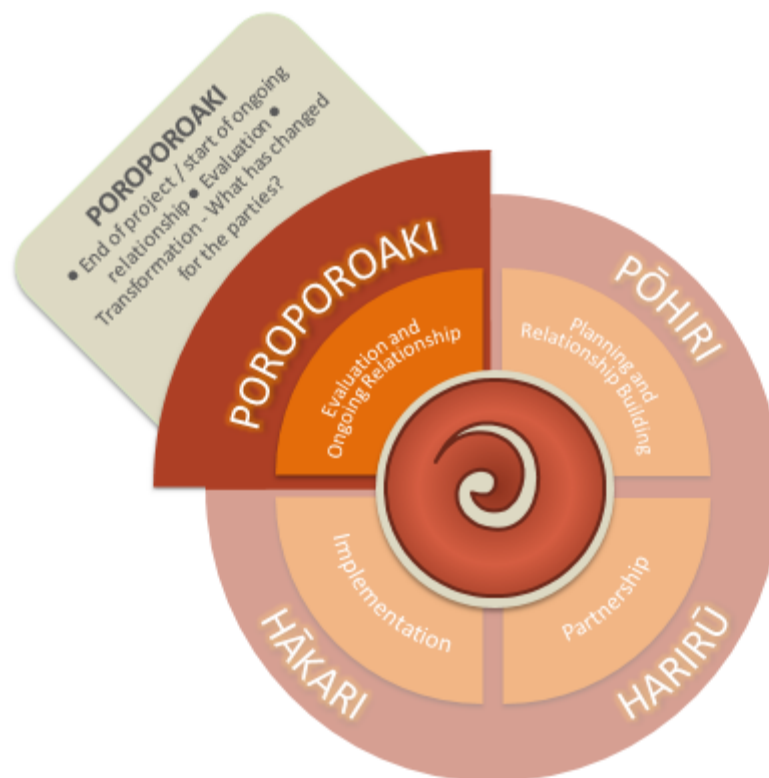 POROPOROAKI
● End of project / start of ongoing
relationship ● Evaluation ●
Transformation - What has changed
for the parties?
POROPOROAKI
Evaluation and
Ongoing Relationship
PŌHIRI
Planning and
Relationship Building
HARIRŪ
Partnership
HĀKARI
Implementation